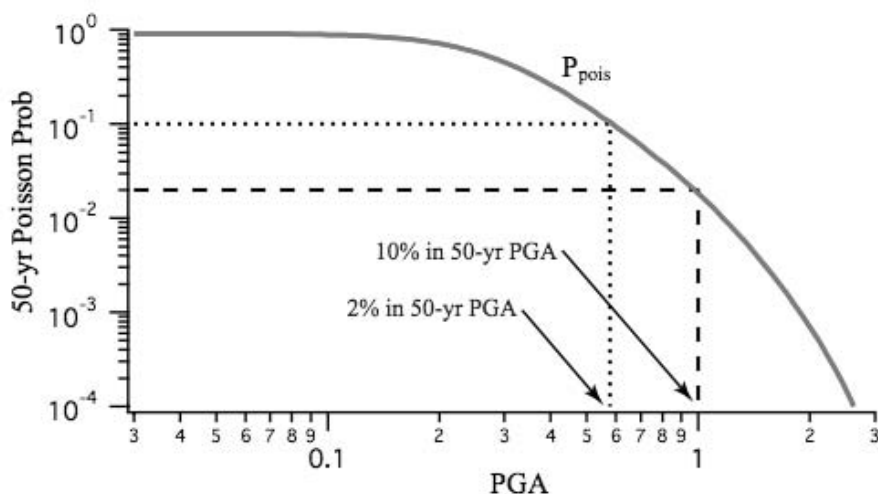 10⁰
P_pois
10⁻¹
50-yr Poisson Prob
10⁻²
10% in 50-yr PGA
2% in 50-yr PGA
10⁻³
10⁻⁴
3 4 5 6 7 8 9 2 3 4 5 6 7 8 9 2 3
0.1 1
PGA